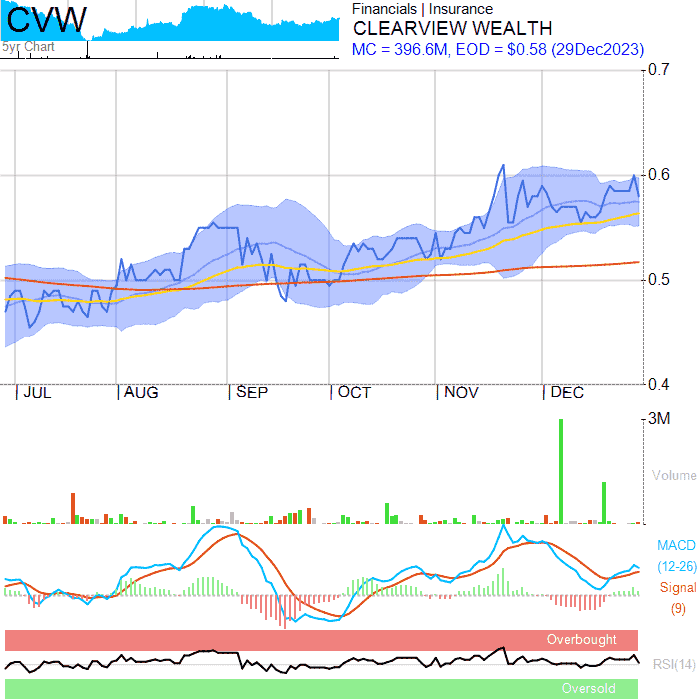 CVW
5yr Chart
Financials | Insurance
CLEARVIEW WEALTH
MC = 396.6M, EOD = $0.58 (29Dec2023)
0.7
0.6
0.5
0.4
JUL AUG SEP OCT NOV DEC
3M
Volume
MACD
(12-26)
Signal
(9)
Overbought
RSI(14)
Oversold